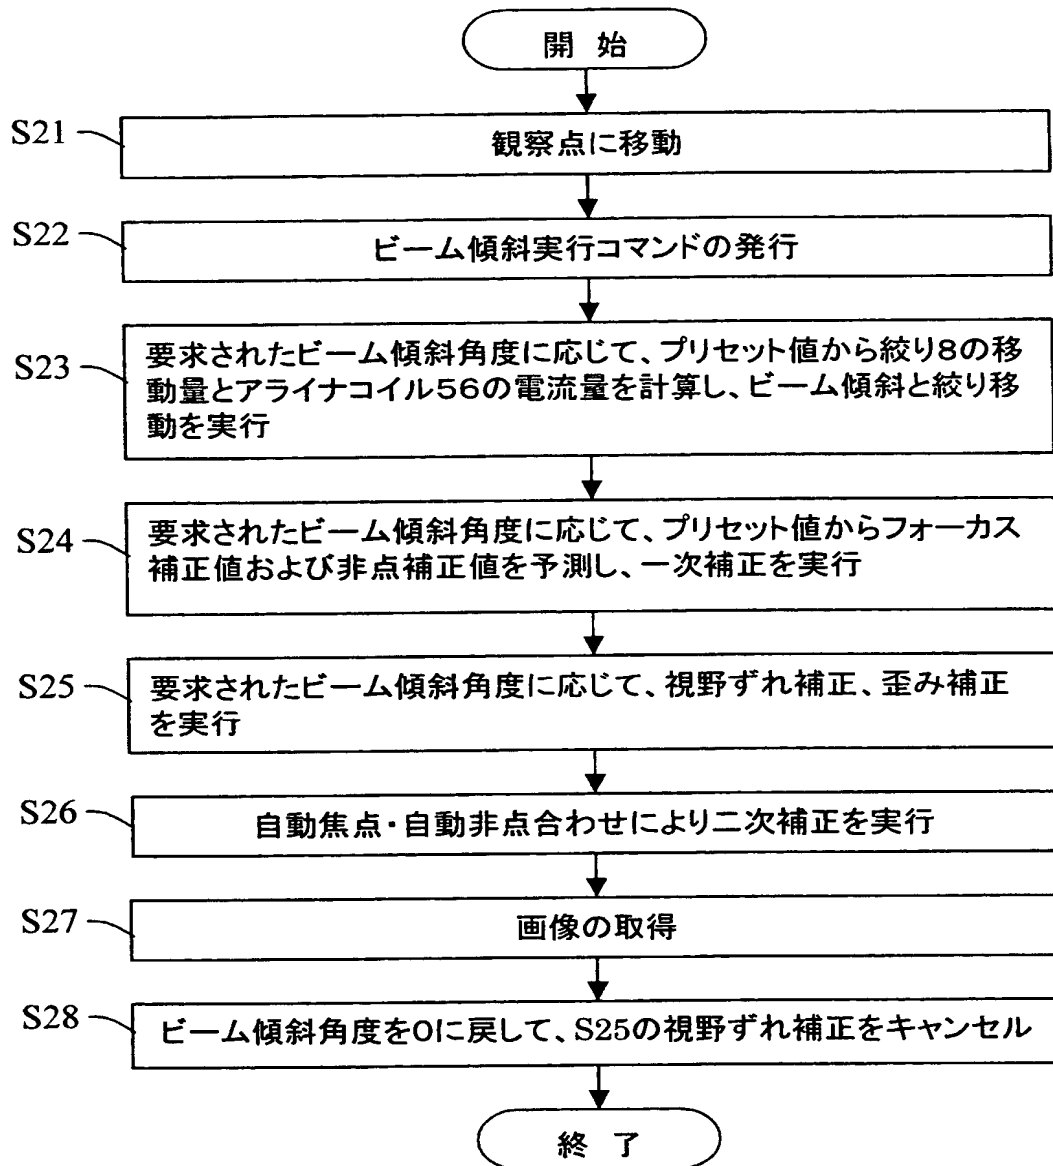 開 始
S21
観察点に移動
S22
ビーム傾斜実行コマンドの発行
S23
要求されたビーム傾斜角度に応じて、プリセット値から絞り8の移
動量とアライナコイル56の電流量を計算し、ビーム傾斜と絞り移
動を実行
S24
要求されたビーム傾斜角度に応じて、プリセット値からフォーカス
補正値および非点補正値を予測し、一次補正を実行
S25
要求されたビーム傾斜角度に応じて、視野ずれ補正、歪み補正
を実行
S26
自動焦点・自動非点合わせにより二次補正を実行
S27
画像の取得
S28
ビーム傾斜角度を0に戻して、S25の視野ずれ補正をキャンセル
終 了